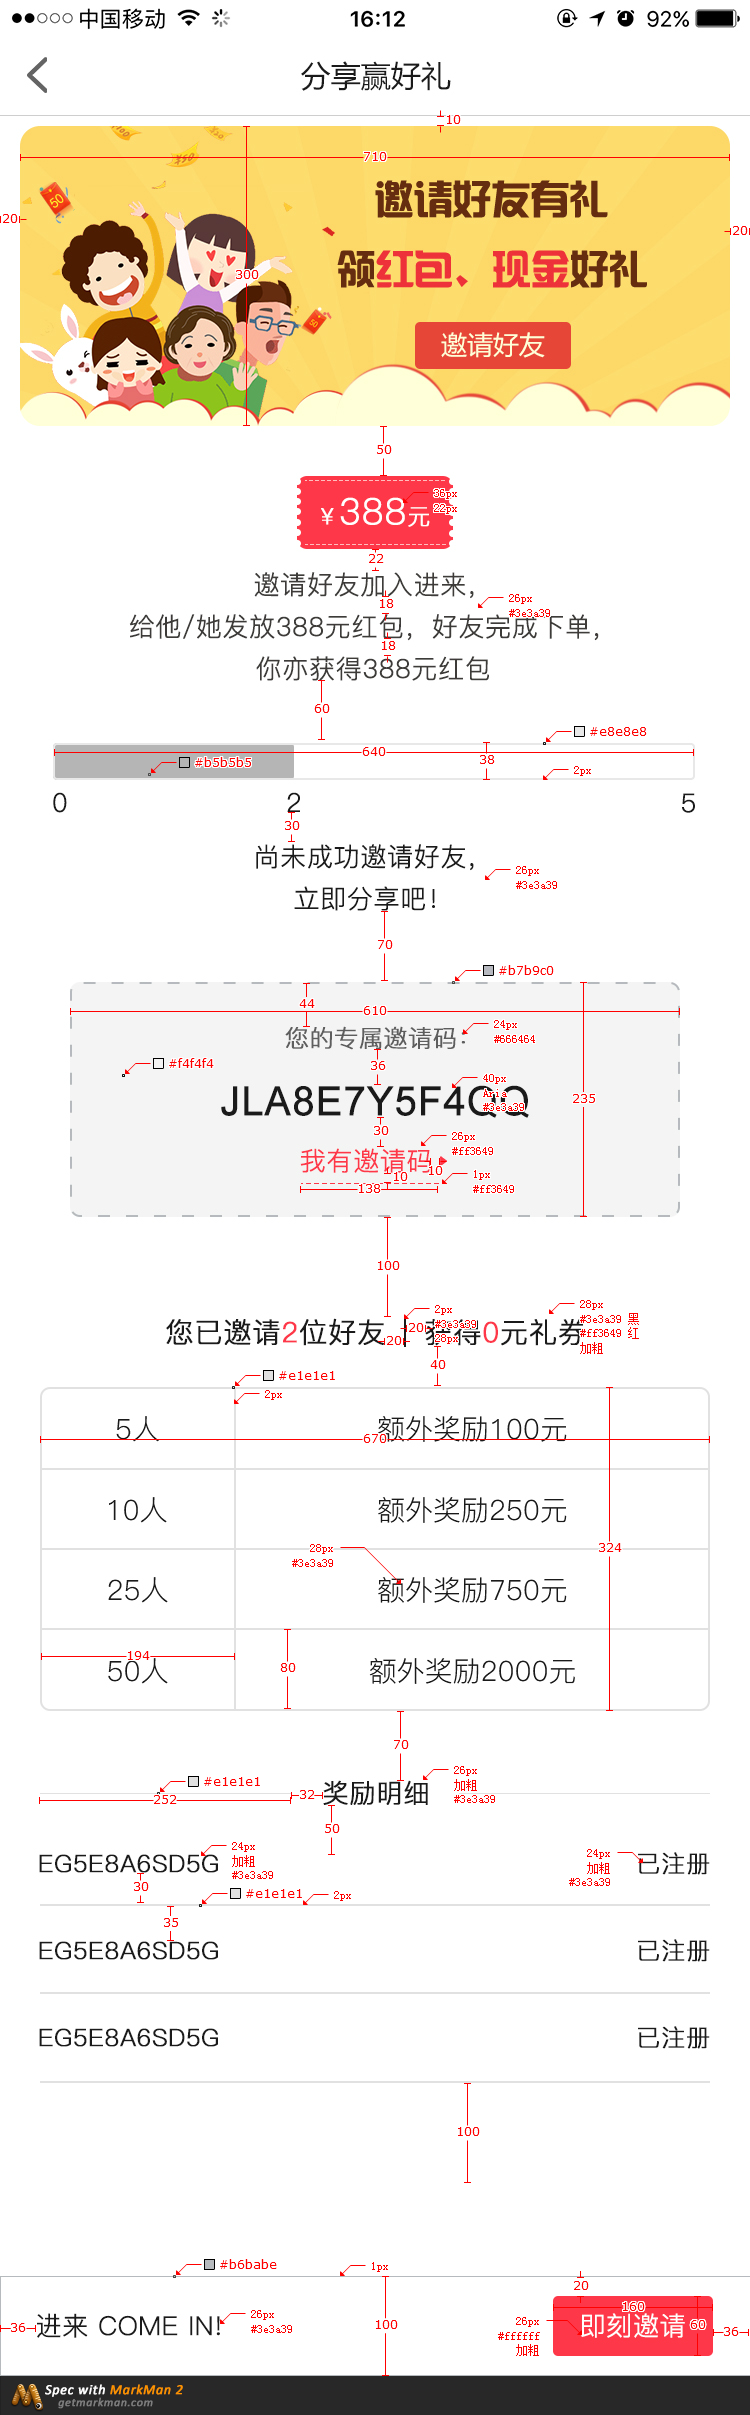 中国移动 16:12 92%
分享赢好礼
10
710
50
邀请好友有礼
20
20
300
领红包、现金好礼
50
邀请好友
50
¥388元
36px
22px
22
邀请好友加入进来，
18
26px
#3e3a39
给他/她发放388元红包，好友完成下单，
18
你亦获得388元红包
60
#e8e8e8
640
38
#b5b5b5
2px
0 2 5
30
尚未成功邀请好友，
26px
#3e3a39
立即分享吧！
70
#b7b9c0
44
610
您的专属邀请码：
24px
#666464
#f4f4f4
36
40px
Aria
#3e3a39
JLA8E7Y5F4QQ
235
30
26px
#ff3649
我有邀请码
10
10
138
1px
#ff3649
100
您已邀请2位好友 | 获得0元礼券
2px
#3e3a39
28px
20
20
28px
#3e3a39 黑
#ff3649 红
加粗
40
#e1e1e1
2px
5人 额外奖励100元
670
10人 额外奖励250元
28px
#3e3a39
324
25人 额外奖励750元
194
80
50人 额外奖励2000元
70
#e1e1e1
252
32
奖励明细
26px
加粗
#3e3a39
50
EG5E8A6SD5G 已注册
24px
加粗
#3e3a39
24px
加粗
#3e3a39
30
#e1e1e1
2px
35
EG5E8A6SD5G 已注册
EG5E8A6SD5G 已注册
100
#b6babe
1px
20
160
36
进来 COME IN!
26px
#3e3a39
100
26px
#ffffff
加粗
即刻邀请
60
36
Spec with MarkMan 2
getmarkman.com